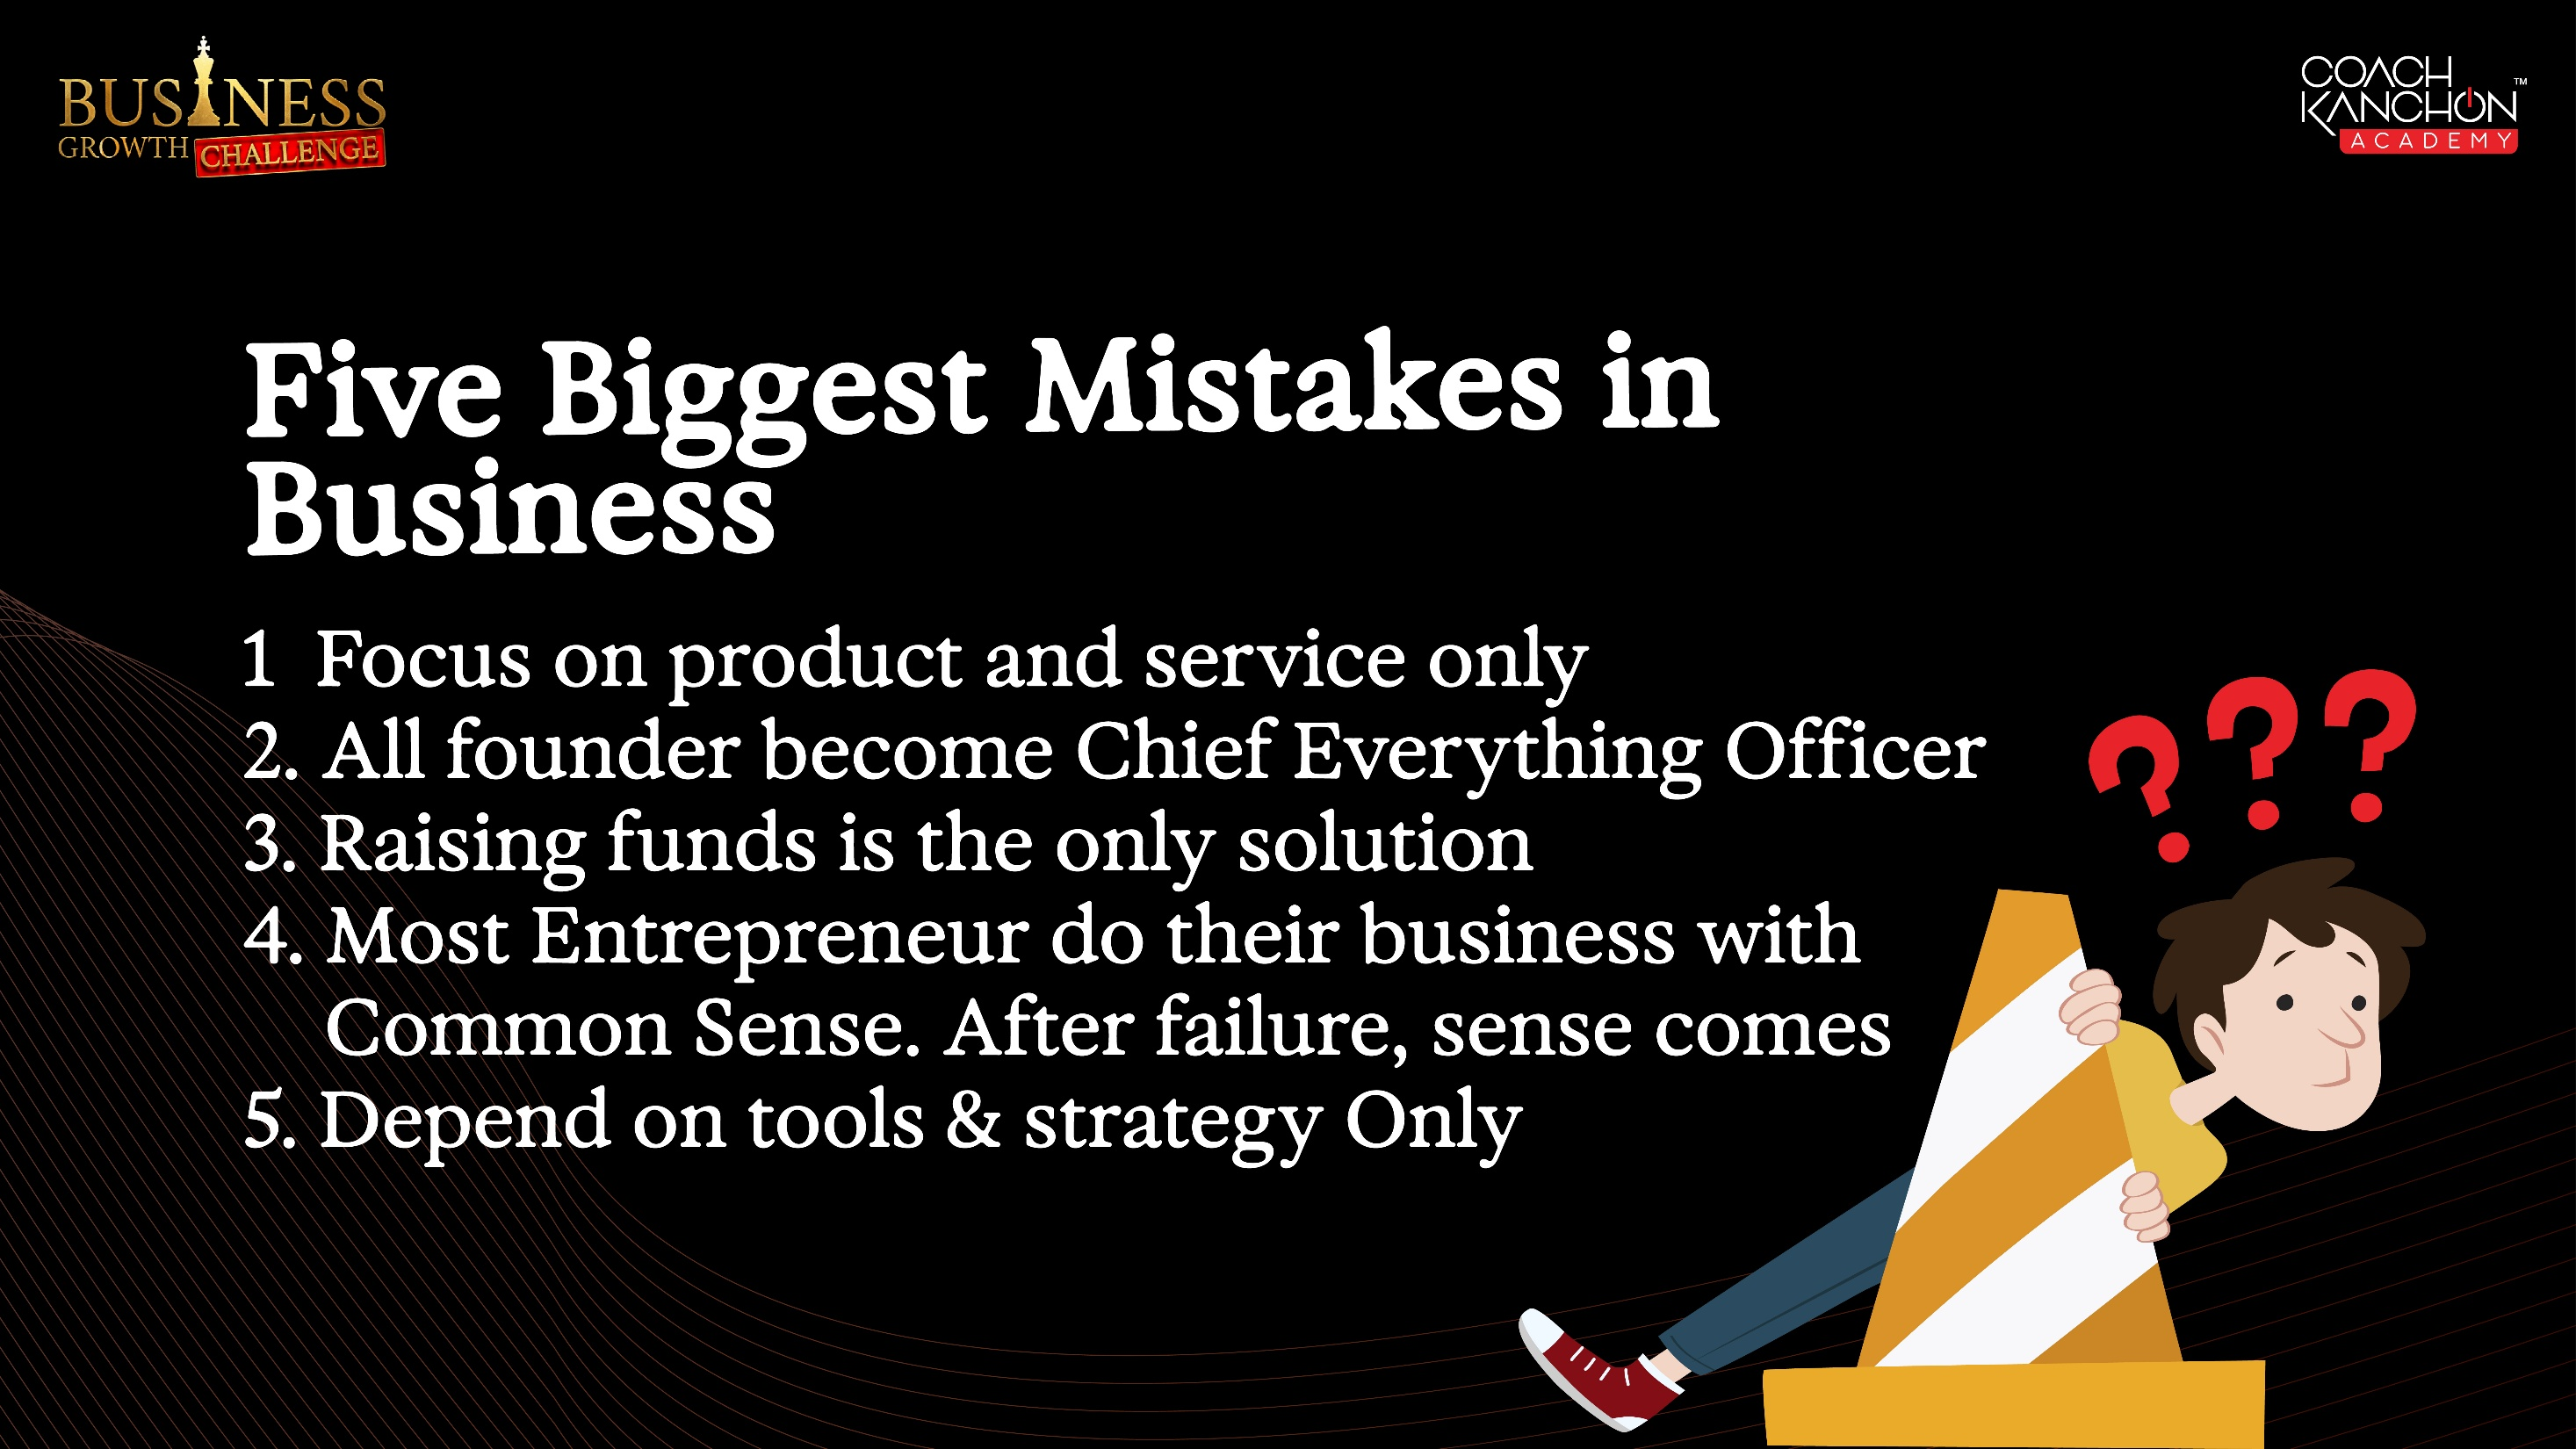 BUSINESS
GROWTH CHALLENGE
COACH
KANCHON™
ACADEMY
Five Biggest Mistakes in
Business
1 Focus on product and service only
2. All founder become Chief Everything Officer
3. Raising funds is the only solution
4. Most Entrepreneur do their business with
Common Sense. After failure, sense comes
5. Depend on tools & strategy Only
???